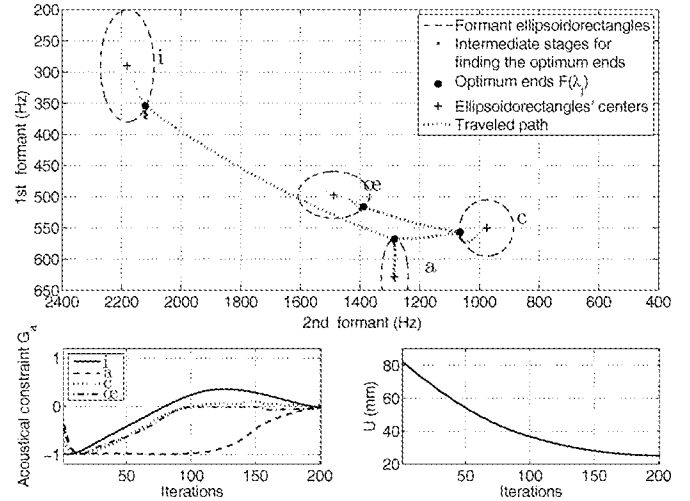 200
250
300
350
400
450
500
550
600
650
1st formant (Hz)
i
œ
c
a
Formant ellipsoidorectangles
Intermediate stages for
finding the optimum ends
Optimum ends F(λj)
Ellipsoidorectangles' centers
Traveled path
2400 2200 2000 1800 1600 1400 1200 1000 800 600 400
2nd formant (Hz)
Acoustical constraint GA
1
0
−1
i
a
c
œ
50 100 150 200
Iterations
U (mm)
80
60
40
20
0 50 100 150 200
Iterations